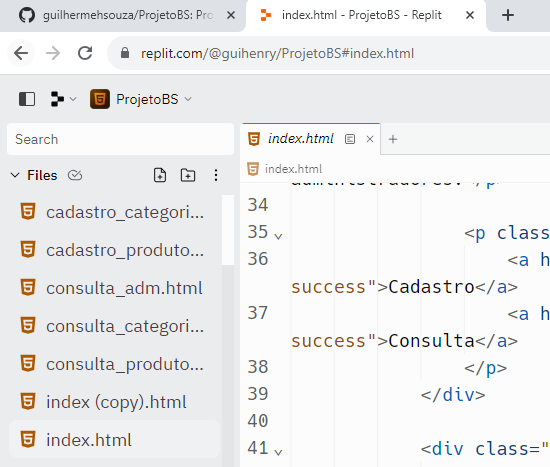 guilhermehsouza/ProjetoBS: Pro
index.html - ProjetoBS - Replit
replit.com/@guihenry/ProjetoBS#index.html
ProjetoBS
Search
Files
cadastro_categori...
cadastro_produto...
consulta_adm.html
consulta_categori...
consulta_produto...
index (copy).html
index.html
index.html
index.html
administradores.</p>
34
35 <p class
36 <a h
success">Cadastro</a>
37 <a h
success">Consulta</a>
38 </p>
39 </div>
40
41 <div class="